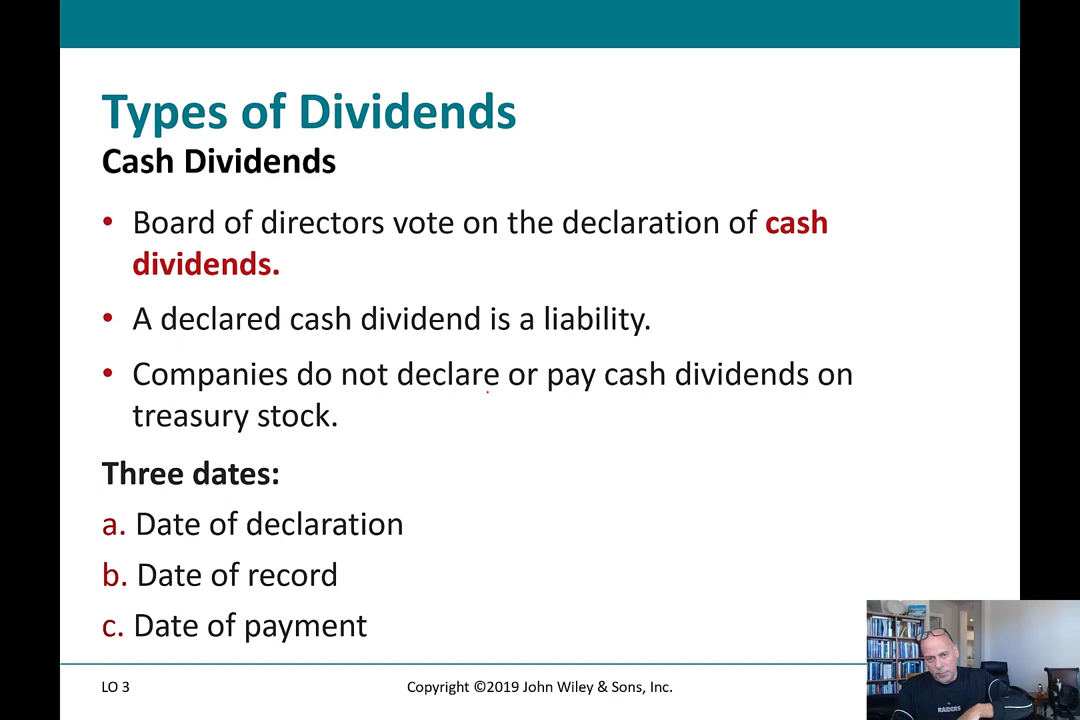 Types of Dividends
Cash Dividends
• Board of directors vote on the declaration of cash
dividends.
• A declared cash dividend is a liability.
• Companies do not declare or pay cash dividends on
treasury stock.
Three dates:
a. Date of declaration
b. Date of record
c. Date of payment
LO 3
Copyright ©2019 John Wiley & Sons, Inc.
RAIDERS